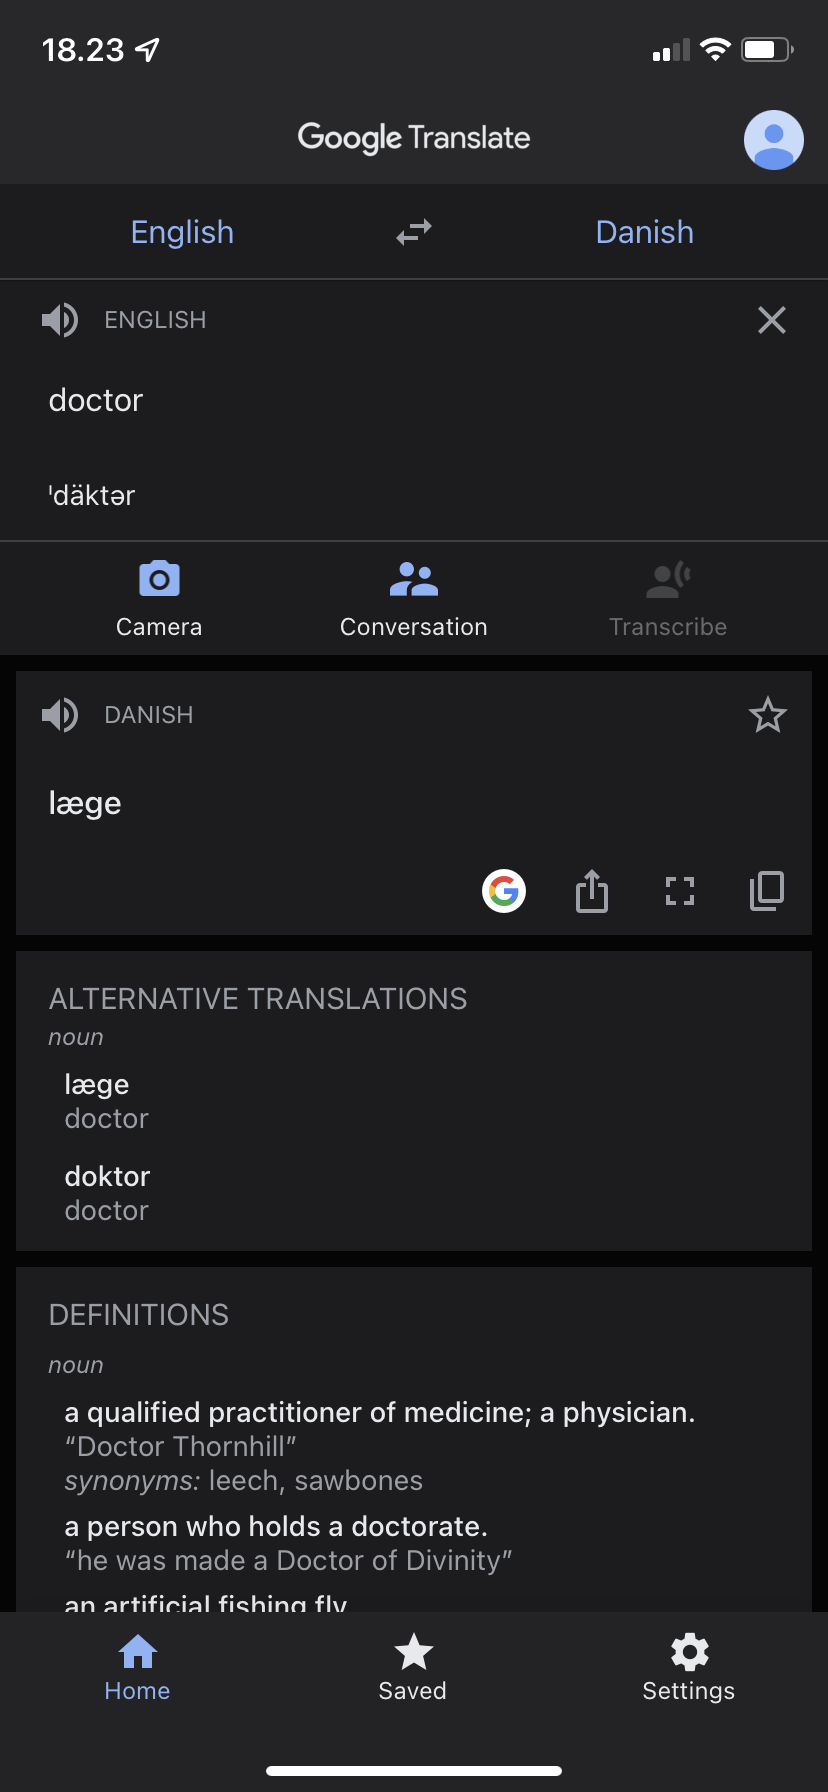 18.23
Google Translate
English
Danish
ENGLISH
doctor
ˈdäktər
Camera
Conversation
Transcribe
DANISH
læge
ALTERNATIVE TRANSLATIONS
noun
læge
doctor
doktor
doctor
DEFINITIONS
noun
a qualified practitioner of medicine; a physician.
“Doctor Thornhill”
synonyms: leech, sawbones
a person who holds a doctorate.
“he was made a Doctor of Divinity”
an artificial fishing fly
Home
Saved
Settings